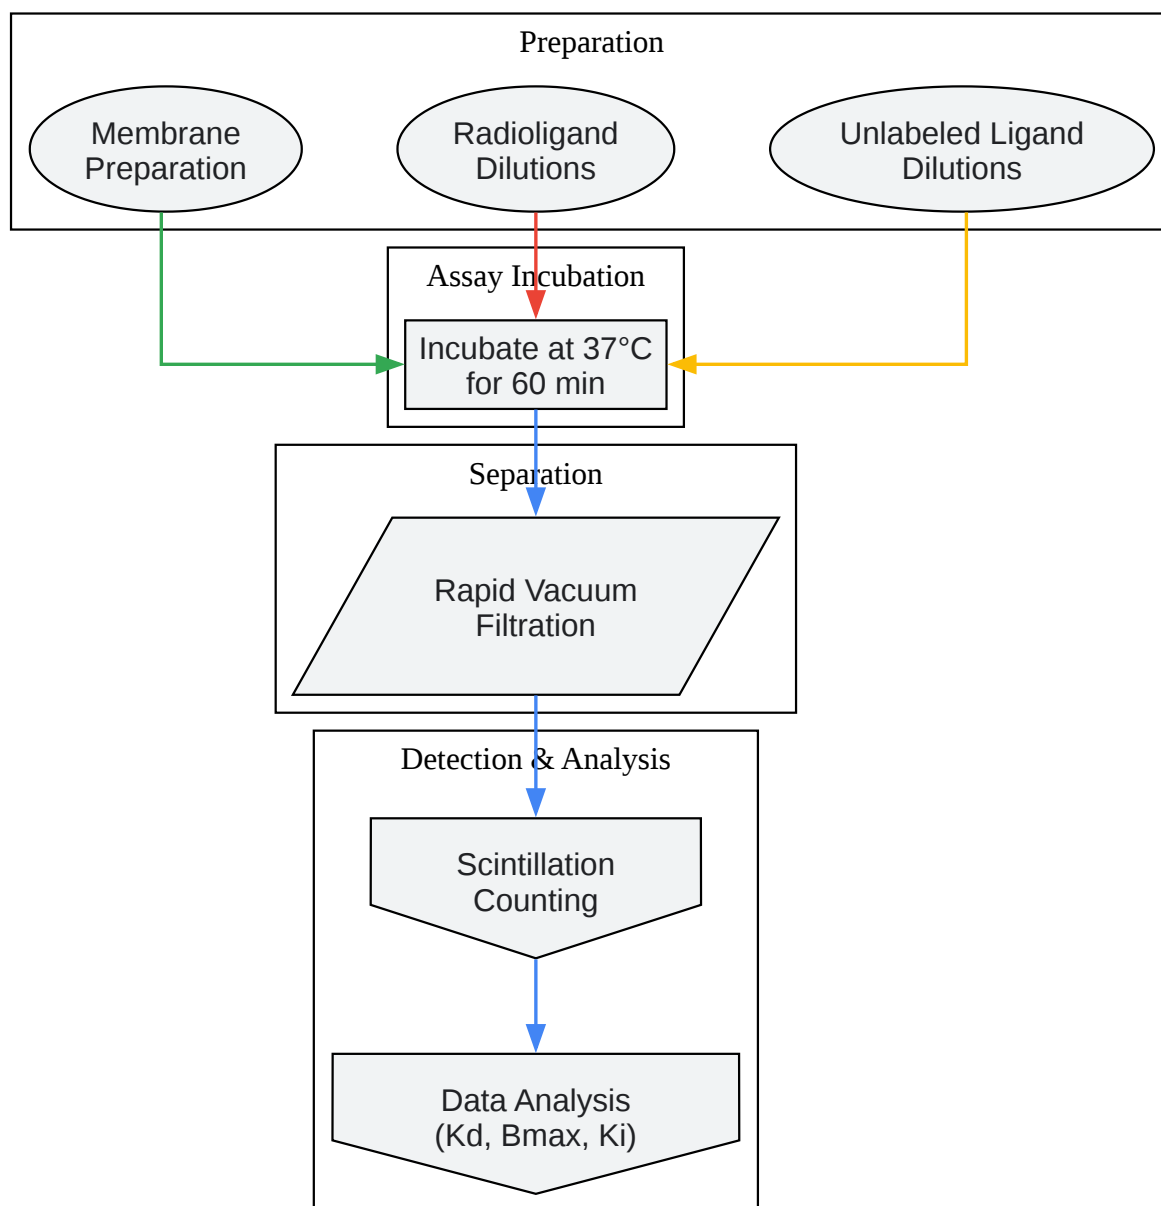 Preparation
Membrane
Preparation
Radioligand
Dilutions
Unlabeled Ligand
Dilutions
Assay Incubation
Incubate at 37°C
for 60 min
Separation
Rapid Vacuum
Filtration
Detection & Analysis
Scintillation
Counting
Data Analysis
(Kd, Bmax, Ki)